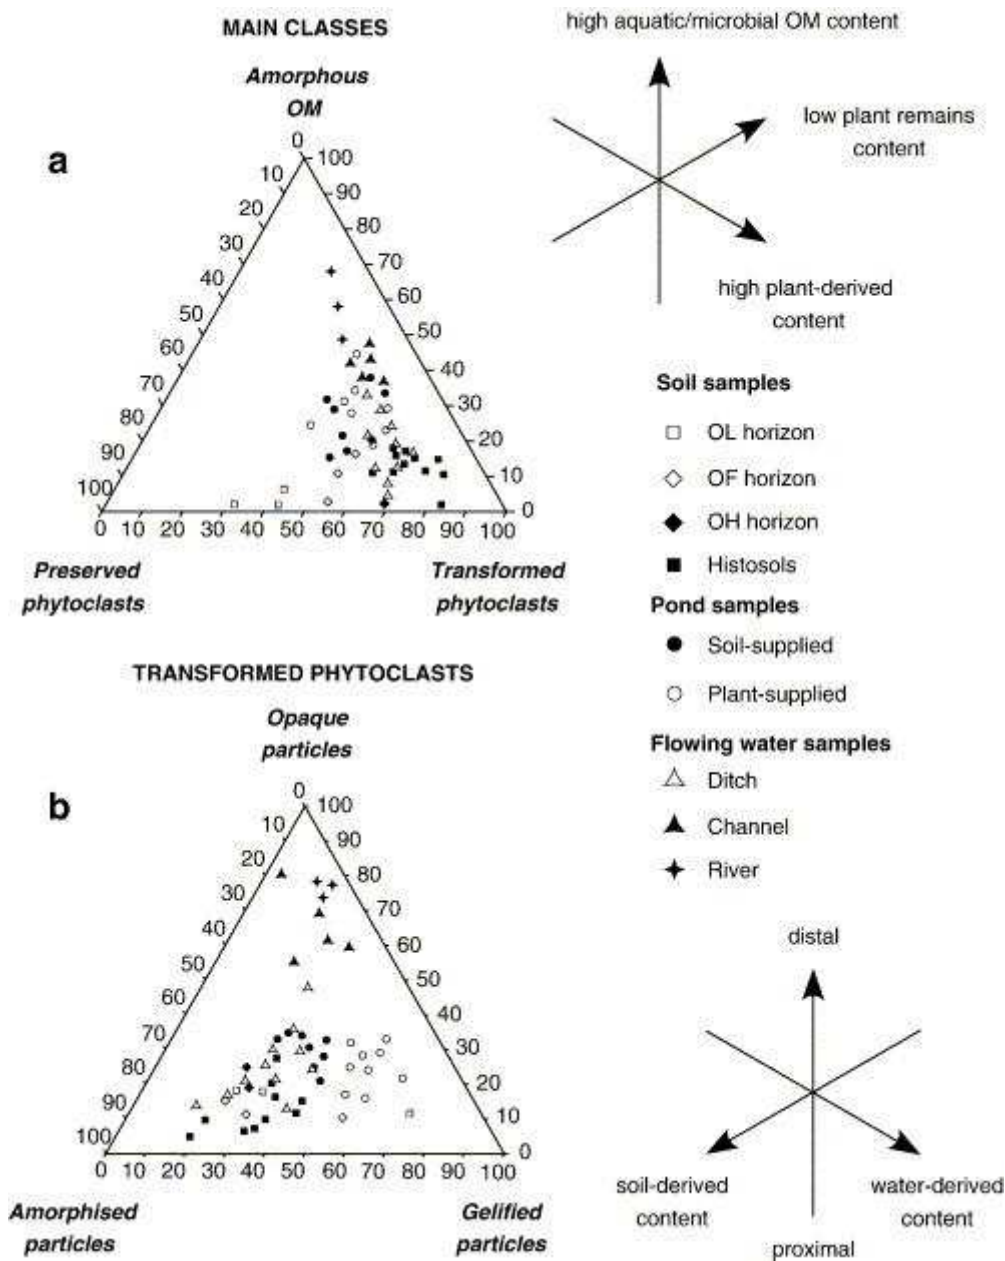 MAIN CLASSES
Amorphous
OM
a
0
10
20
30
40
50
60
70
80
90
100
100
90
80
70
60
50
40
30
20
10
0
0 10 20 30 40 50 60 70 80 90 100
Preserved
phytoclasts
Transformed
phytoclasts
high aquatic/microbial OM content
low plant remains
content
high plant-derived
content
Soil samples
OL horizon
OF horizon
OH horizon
Histosols
Pond samples
Soil-supplied
Plant-supplied
Flowing water samples
Ditch
Channel
River
TRANSFORMED PHYTOCLASTS
Opaque
particles
b
0
10
20
30
40
50
60
70
80
90
100
100
90
80
70
60
50
40
30
20
10
0
0 10 20 30 40 50 60 70 80 90 100
Amorphised
particles
Gelified
particles
distal
soil-derived
content
water-derived
content
proximal